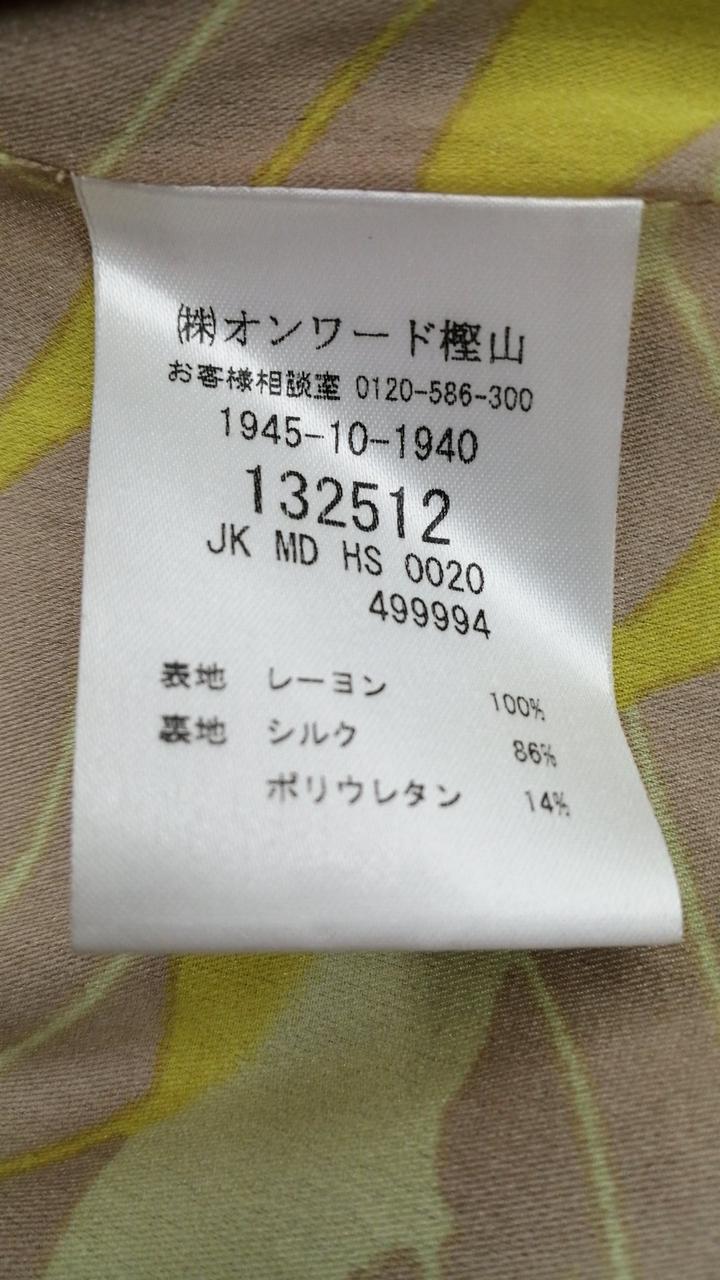 ㈱オンワード樫山
お客様相談室 0120-586-300
1945-10-1940
132512
JK MD HS 0020
499994
表地 レーヨン 100%
裏地 シルク 86%
ポリウレタン 14%